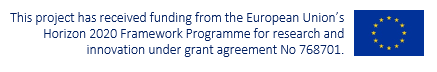 This project has received funding from the European Union’s
Horizon 2020 Framework Programme for research and
innovation under grant agreement No 768701.